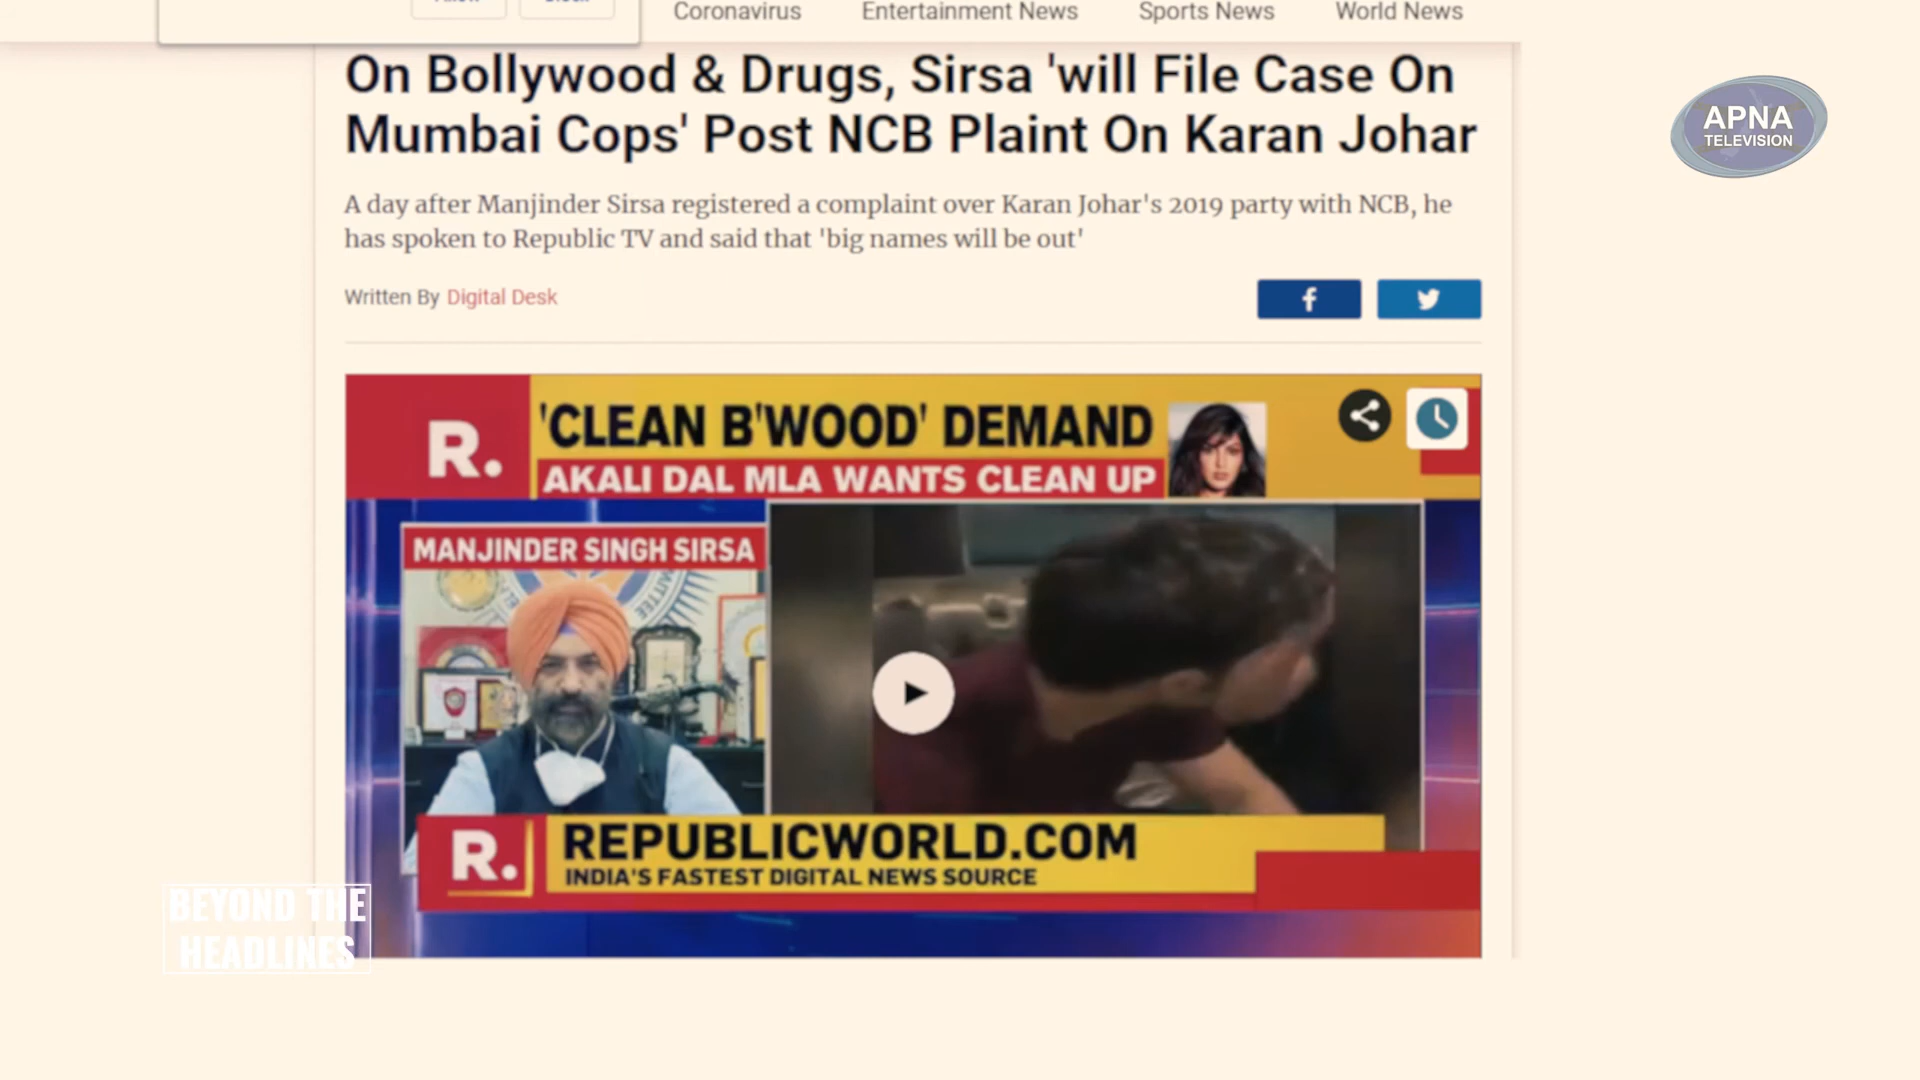 Coronavirus Entertainment News Sports News World News
On Bollywood & Drugs, Sirsa 'will File Case On
Mumbai Cops' Post NCB Plaint On Karan Johar
APNA
TELEVISION
A day after Manjinder Sirsa registered a complaint over Karan Johar's 2019 party with NCB, he
has spoken to Republic TV and said that 'big names will be out'
Written By Digital Desk
R.
'CLEAN B'WOOD' DEMAND
AKALI DAL MLA WANTS CLEAN UP
MANJINDER SINGH SIRSA
R.
REPUBLICWORLD.COM
INDIA'S FASTEST DIGITAL NEWS SOURCE
BEYOND THE
HEADLINES